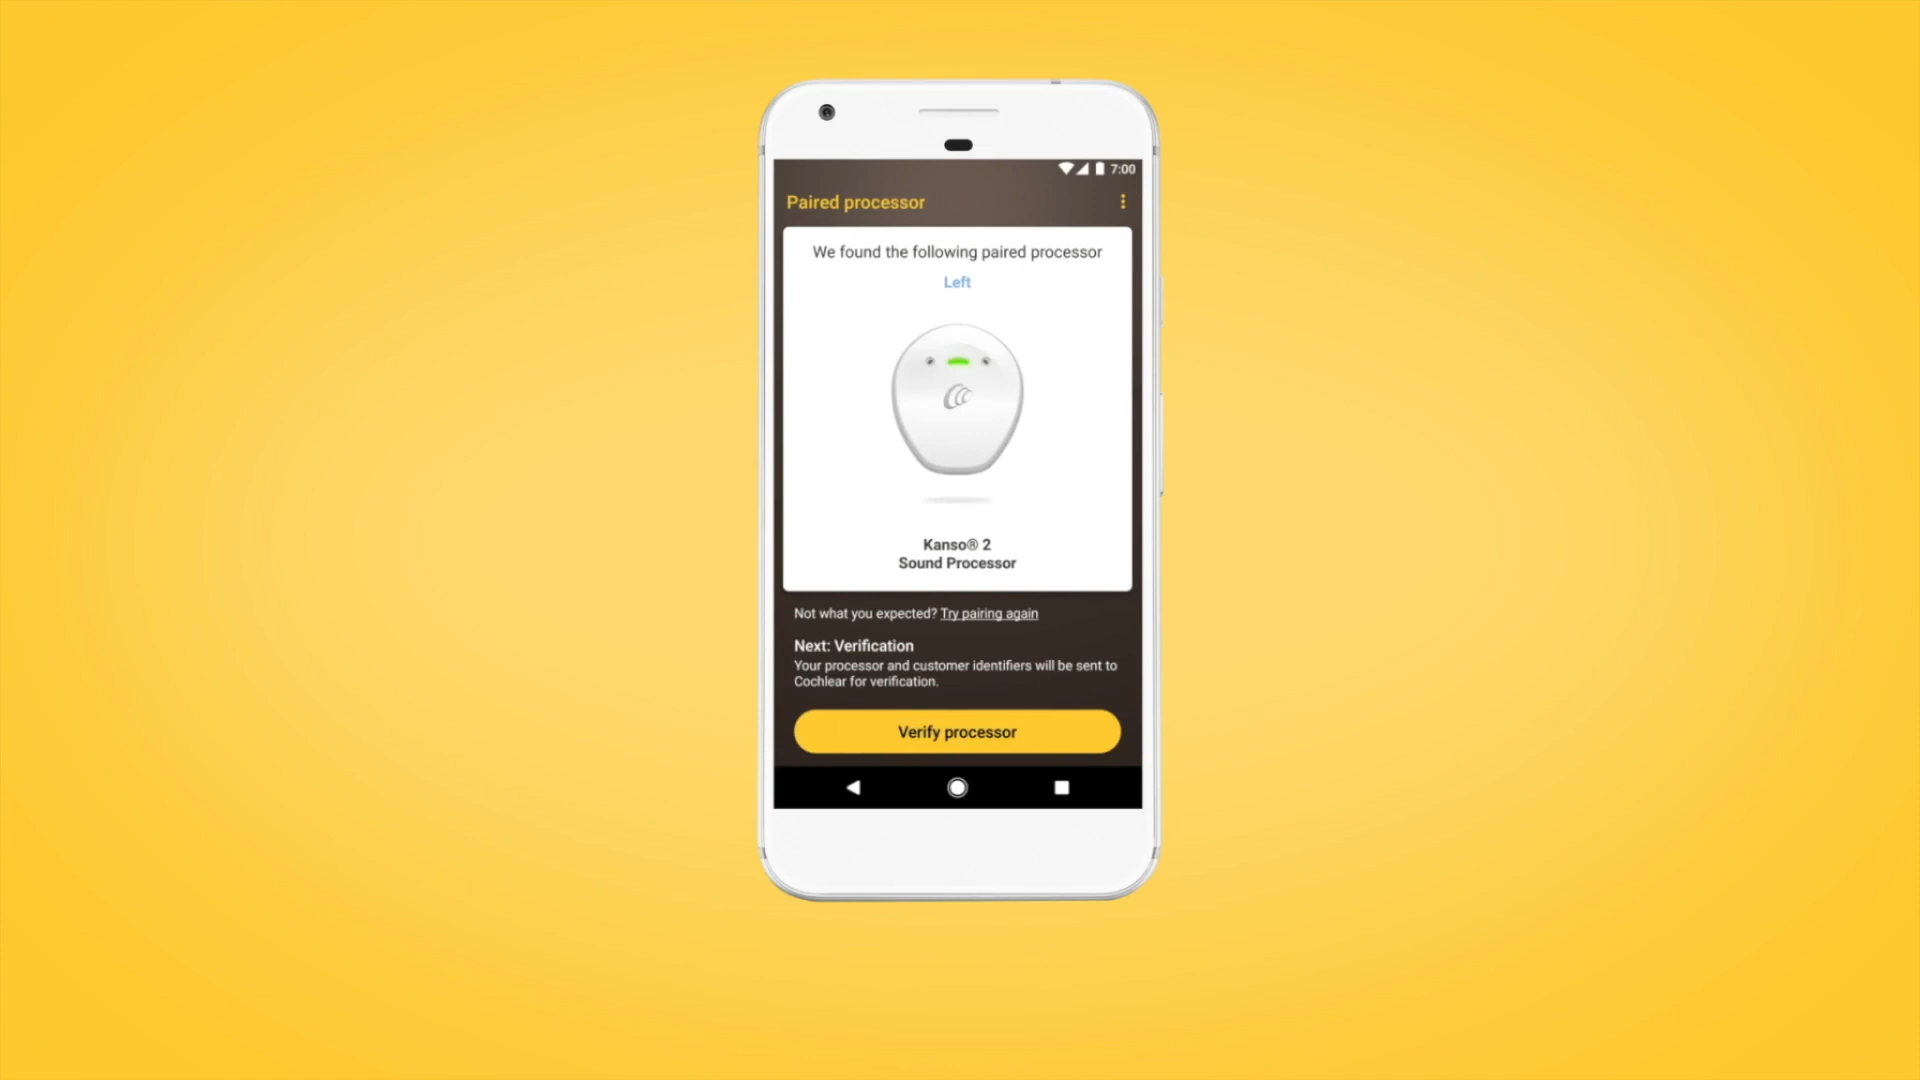 7:00
Paired processor
We found the following paired processor
Left
Kanso® 2
Sound Processor
Not what you expected? Try pairing again
Next: Verification
Your processor and customer identifiers will be sent to
Cochlear for verification.
Verify processor